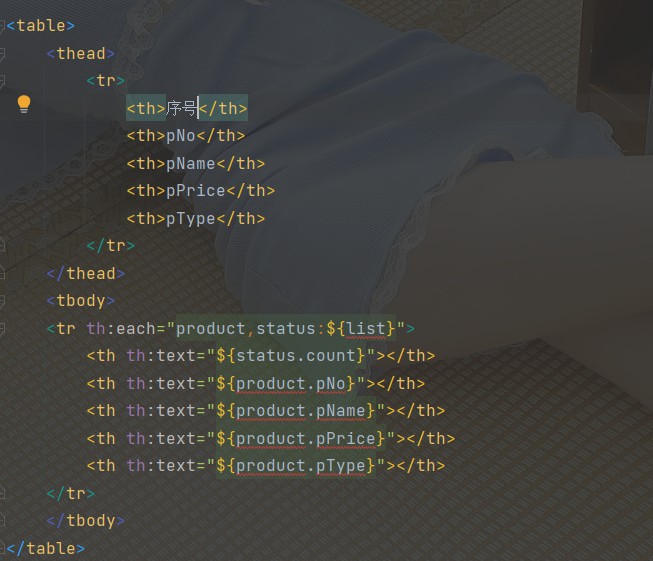 <table>
<thead>
<tr>
<th>序号</th>
<th>pNo</th>
<th>pName</th>
<th>pPrice</th>
<th>pType</th>
</tr>
</thead>
<tbody>
<tr th:each="product,status:${list}">
<th th:text="${status.count}"></th>
<th th:text="${product.pNo}"></th>
<th th:text="${product.pName}"></th>
<th th:text="${product.pPrice}"></th>
<th th:text="${product.pType}"></th>
</tr>
</tbody>
</table>